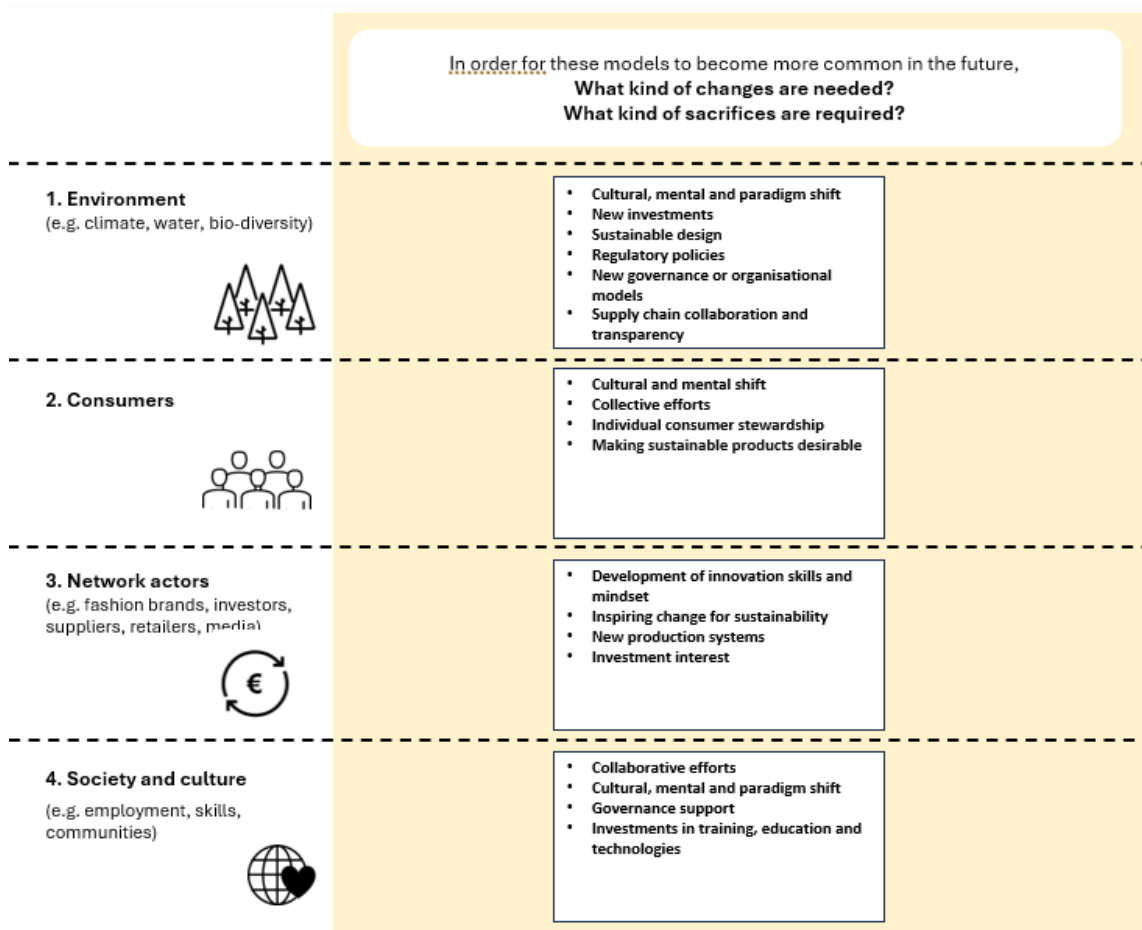 In order for these models to become more common in the future,
What kind of changes are needed?
What kind of sacrifices are required?
1. Environment
(e.g. climate, water, bio-diversity)
• Cultural, mental and paradigm shift
• New investments
• Sustainable design
• Regulatory policies
• New governance or organisational
models
• Supply chain collaboration and
transparency
2. Consumers
• Cultural and mental shift
• Collective efforts
• Individual consumer stewardship
• Making sustainable products desirable
3. Network actors
(e.g. fashion brands, investors,
suppliers, retailers, media)
€
• Development of innovation skills and
mindset
• Inspiring change for sustainability
• New production systems
• Investment interest
4. Society and culture
(e.g. employment, skills,
communities)
• Collaborative efforts
• Cultural, mental and paradigm shift
• Governance support
• Investments in training, education and
technologies